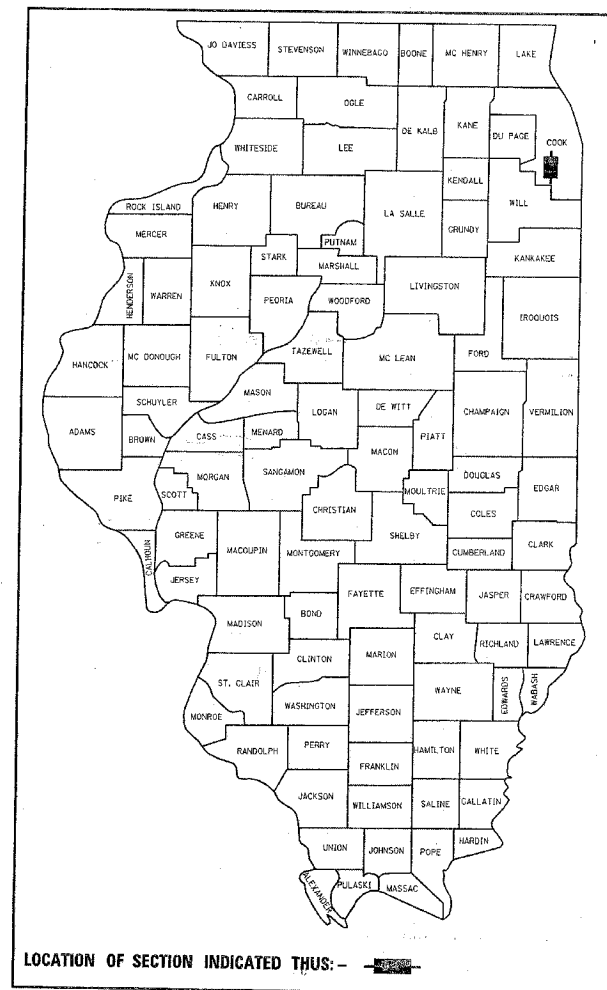 JO DAVIESS STEVENSON WINNEBAGO BOONE MC HENRY LAKE
CARROLL OGLE DE KALB KANE DU PAGE COOK
WHITESIDE LEE KENDALL WILL
ROCK ISLAND HENRY BUREAU LA SALLE GRUNDY
MERCER PUTNAM KANKAKEE
STARK MARSHALL
HENDERSON WARREN KNOX PEORIA WOODFORD LIVINGSTON IROQUOIS
HANCOCK MC DONOUGH FULTON TAZEWELL MC LEAN FORD
SCHUYLER MASON LOGAN DE WITT CHAMPAIGN VERMILION
ADAMS BROWN CASS MENARD MACON PIATT
PIKE SCOTT MORGAN SANGAMON MOULTRIE DOUGLAS EDGAR
CHRISTIAN COLES
CALHOUN GREENE MACOUPIN MONTGOMERY SHELBY CUMBERLAND CLARK
JERSEY
MADISON BOND FAYETTE EFFINGHAM JASPER CRAWFORD
CLINTON MARION CLAY RICHLAND LAWRENCE
ST. CLAIR WASHINGTON WAYNE EDWARDS WABASH
MONROE JEFFERSON
RANDOLPH PERRY FRANKLIN HAMILTON WHITE
JACKSON WILLIAMSON SALINE GALLATIN
UNION JOHNSON POPE HARDIN
ALEXANDER PULASKI MASSAC
LOCATION OF SECTION INDICATED THUS: -